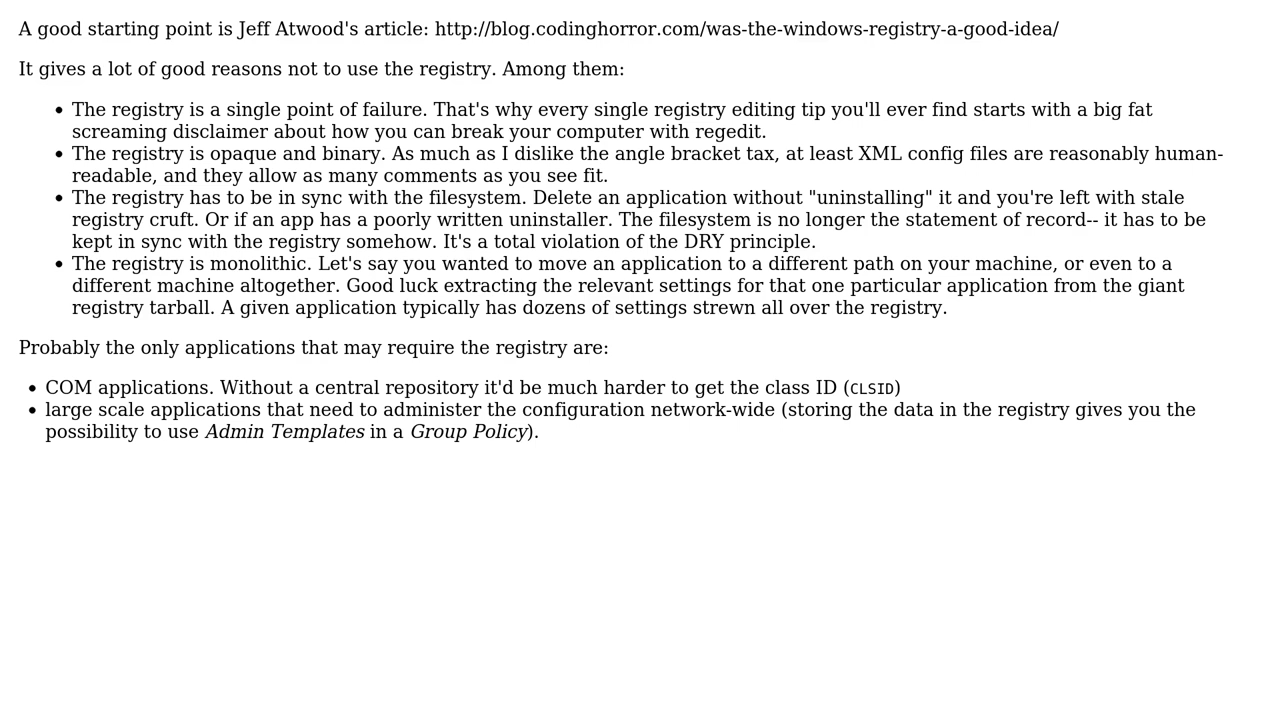 A good starting point is Jeff Atwood's article: http://blog.codinghorror.com/was-the-windows-registry-a-good-idea/
It gives a lot of good reasons not to use the registry. Among them:
• The registry is a single point of failure. That's why every single registry editing tip you'll ever find starts with a big fat
screaming disclaimer about how you can break your computer with regedit.
• The registry is opaque and binary. As much as I dislike the angle bracket tax, at least XML config files are reasonably human-
readable, and they allow as many comments as you see fit.
• The registry has to be in sync with the filesystem. Delete an application without "uninstalling" it and you're left with stale
registry cruft. Or if an app has a poorly written uninstaller. The filesystem is no longer the statement of record-- it has to be
kept in sync with the registry somehow. It's a total violation of the DRY principle.
• The registry is monolithic. Let's say you wanted to move an application to a different path on your machine, or even to a
different machine altogether. Good luck extracting the relevant settings for that one particular application from the giant
registry tarball. A given application typically has dozens of settings strewn all over the registry.
Probably the only applications that may require the registry are:
• COM applications. Without a central repository it'd be much harder to get the class ID (CLSID)
• large scale applications that need to administer the configuration network-wide (storing the data in the registry gives you the
possibility to use Admin Templates in a Group Policy).